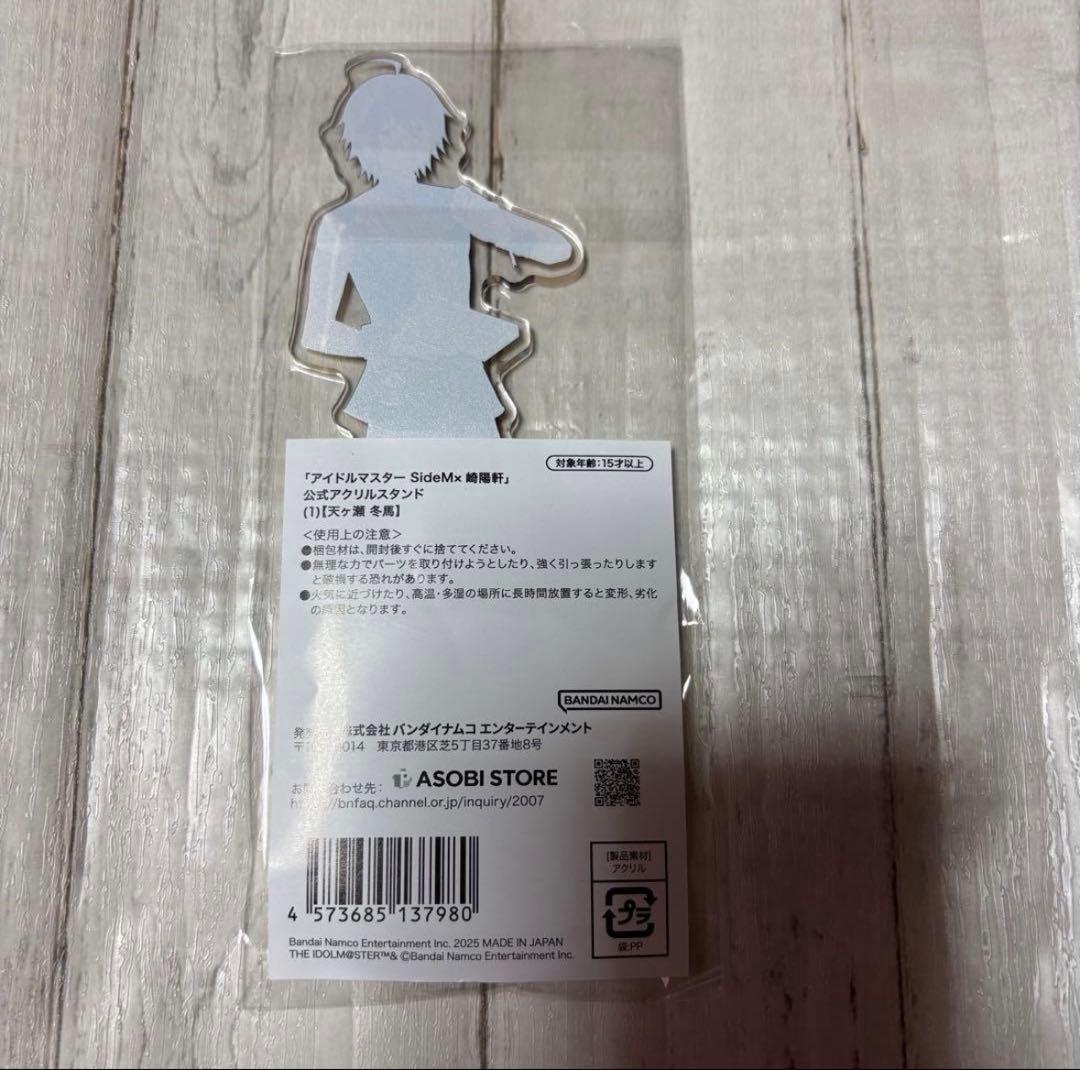 対象年齢:15才以上
「アイドルマスター SideM× 崎陽軒」
公式アクリルスタンド
(1)【天ヶ瀬 冬馬】
＜使用上の注意＞
●梱包材は、開封後すぐに捨ててください。
●無理な力でパーツを取り付けようとしたり、強く引っ張ったりします
と破損する恐れがあります。
●火気に近づけたり、高温・多湿の場所に長時間放置すると変形、劣化
の原因となります。
BANDAI NAMCO
式会社 バンダイナムコ エンターテインメント
014 東京都港区芝5丁目37番地8号
お問い合わせ先: ASOBI STORE
bnfaq.channel.or.jp/inquiry/2007
4 573685 137980
[製品素材]
アクリル
プラ
袋:PP
Bandai Namco Entertainment Inc. 2025 MADE IN JAPAN
THE IDOLM@STER™& ©Bandai Namco Entertainment Inc.